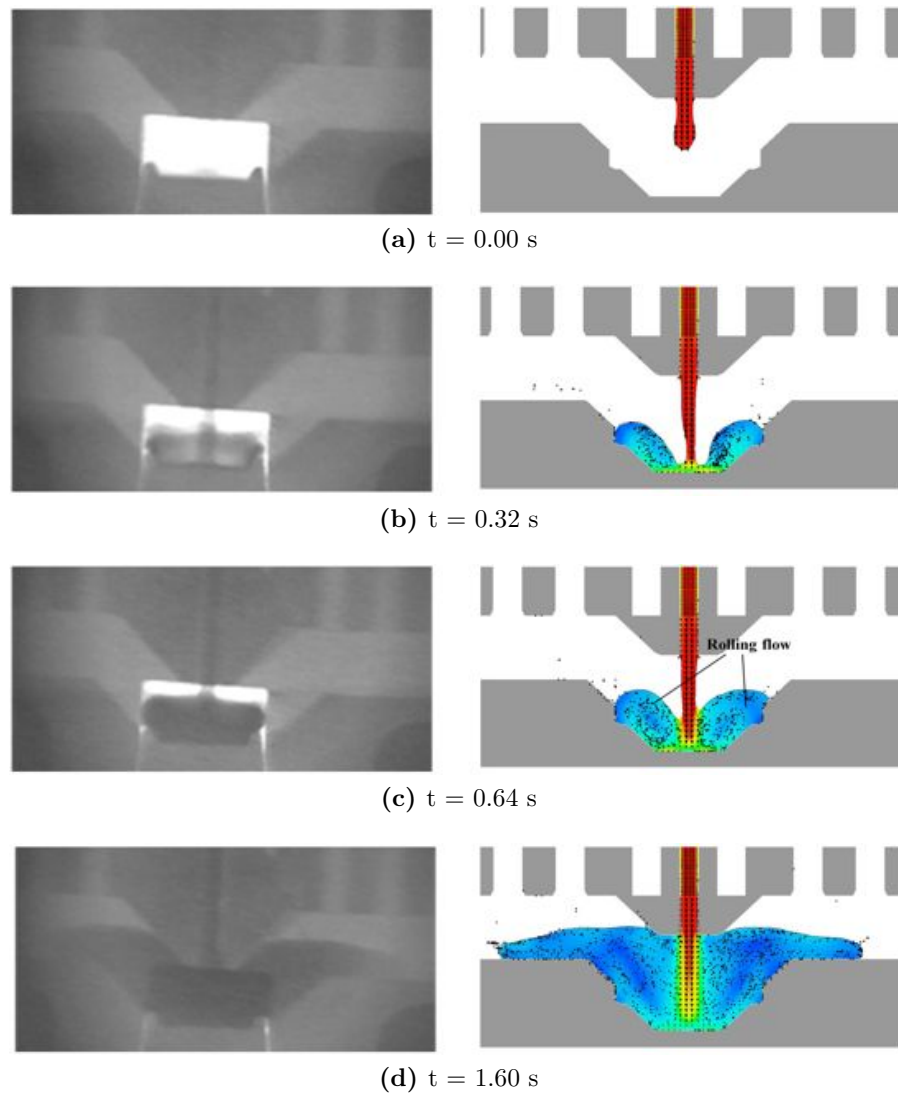 (a) t = 0.00 s
(b) t = 0.32 s
Rolling flow
(c) t = 0.64 s
(d) t = 1.60 s